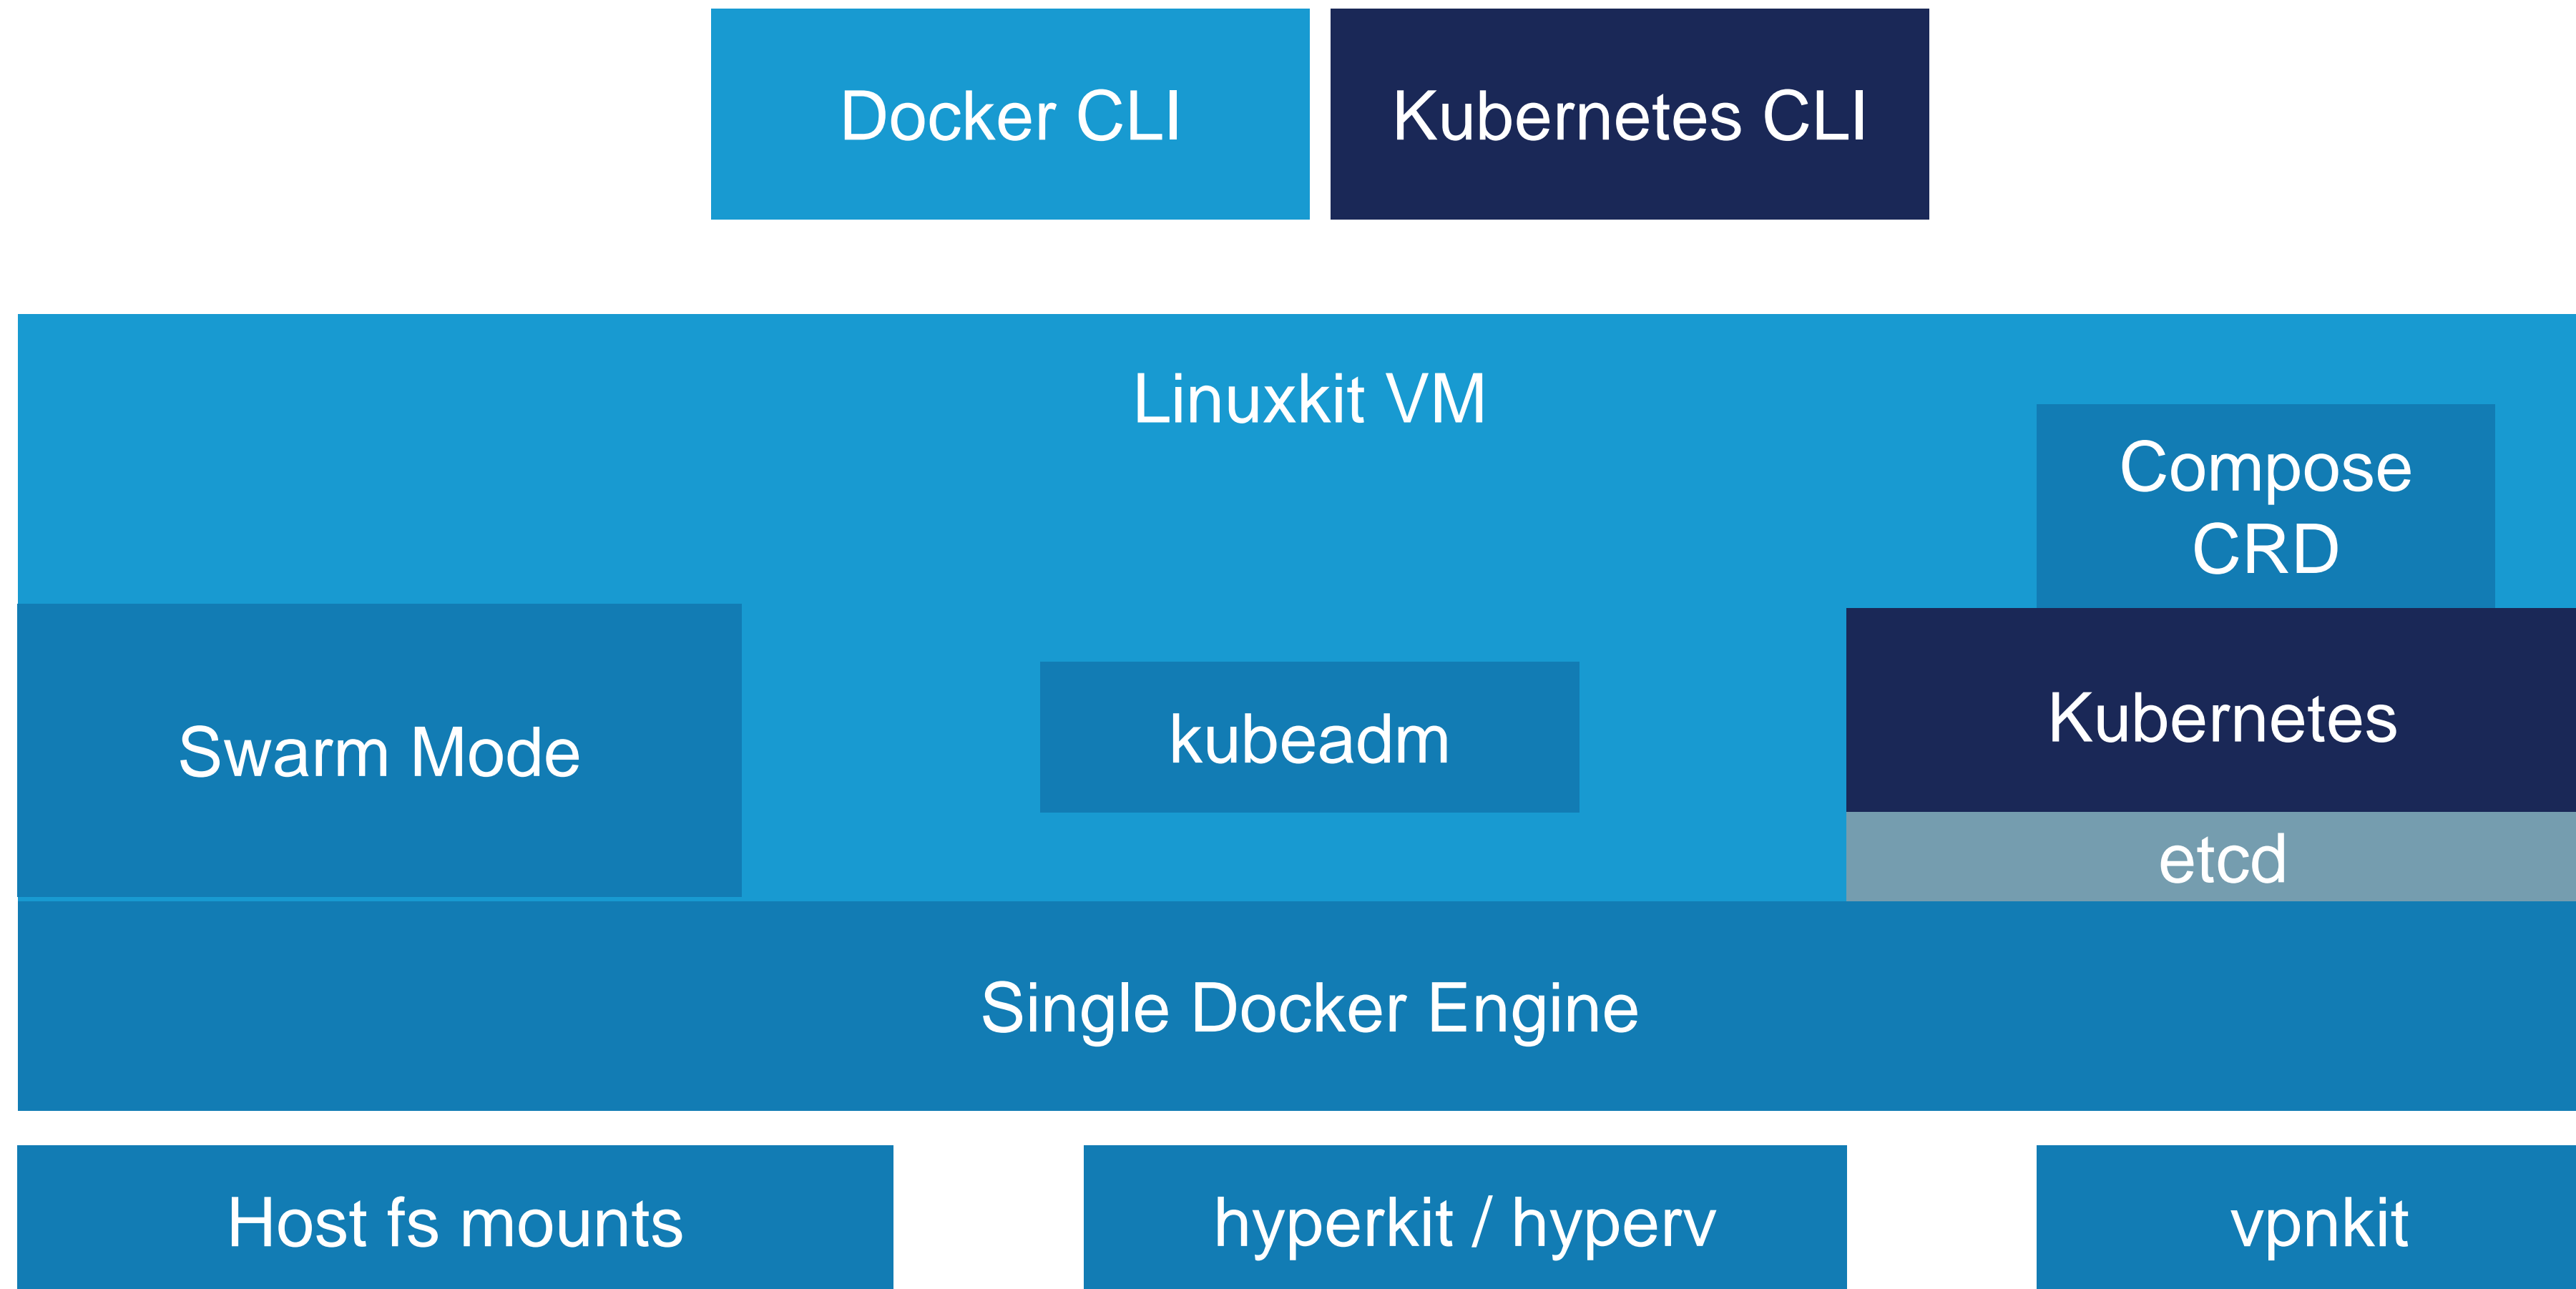 Docker CLI
Kubernetes CLI
Linuxkit VM
Compose
CRD
Swarm Mode
kubeadm
Kubernetes
etcd
Single Docker Engine
Host fs mounts
hyperkit / hyperv
vpnkit